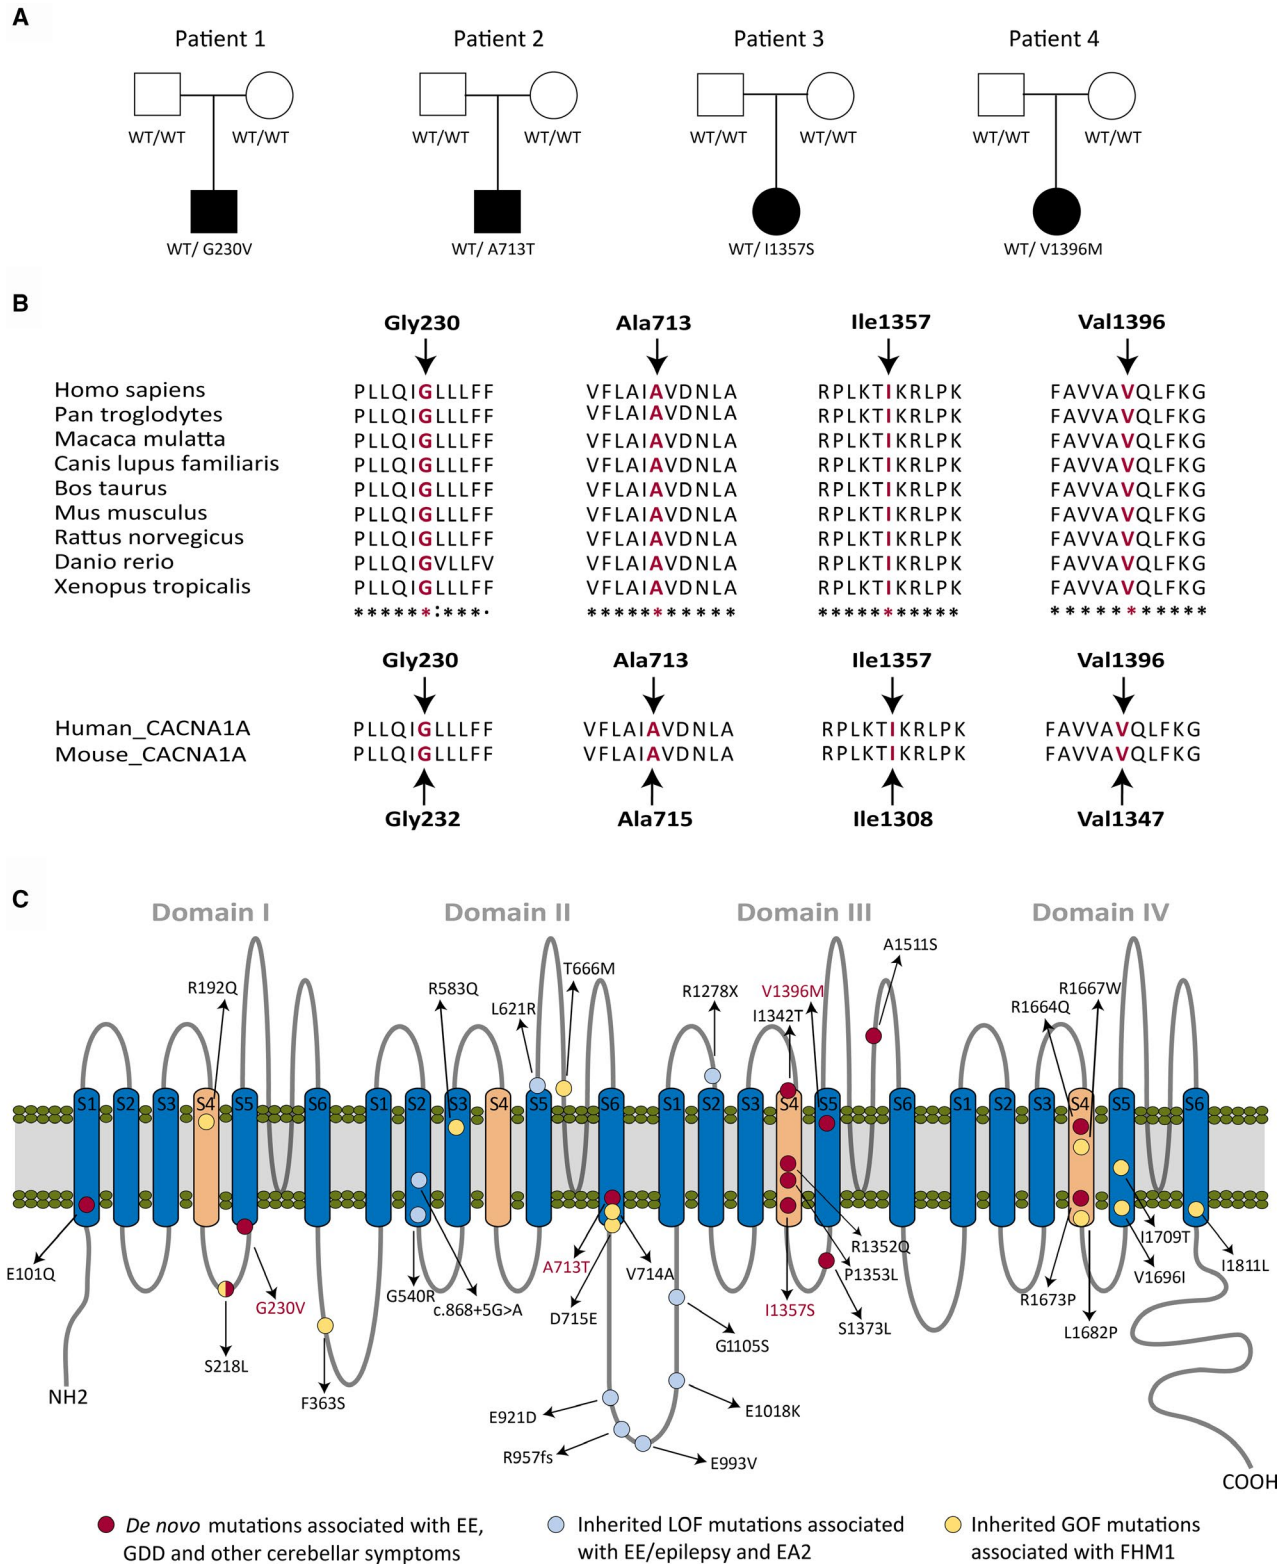 A
Patient 1
Patient 2
Patient 3
Patient 4
WT/WT
WT/WT
WT/WT
WT/WT
WT/WT
WT/WT
WT/WT
WT/WT
WT/ G230V
WT/ A713T
WT/ I1357S
WT/ V1396M
B
Gly230
Ala713
Ile1357
Val1396
Homo sapiens PLLQIGLLLFF VFLAIAVDNLA RPLKTIKRLPK FAVVAVQLFKG
Pan troglodytes PLLQIGLLLFF VFLAIAVDNLA RPLKTIKRLPK FAVVAVQLFKG
Macaca mulatta PLLQIGLLLFF VFLAIAVDNLA RPLKTIKRLPK FAVVAVQLFKG
Canis lupus familiaris PLLQIGLLLFF VFLAIAVDNLA RPLKTIKRLPK FAVVAVQLFKG
Bos taurus PLLQIGLLLFF VFLAIAVDNLA RPLKTIKRLPK FAVVAVQLFKG
Mus musculus PLLQIGLLLFF VFLAIAVDNLA RPLKTIKRLPK FAVVAVQLFKG
Rattus norvegicus PLLQIGLLLFF VFLAIAVDNLA RPLKTIKRLPK FAVVAVQLFKG
Danio rerio PLLQIGVLLFV VFLAIAVDNLA RPLKTIKRLPK FAVVAVQLFKG
Xenopus tropicalis PLLQIGLLLFF VFLAIAVDNLA RPLKTIKRLPK FAVVAVQLFKG
******:***. *********** *********** ***********
Gly230
Ala713
Ile1357
Val1396
Human_CACNA1A PLLQIGLLLFF VFLAIAVDNLA RPLKTIKRLPK FAVVAVQLFKG
Mouse_CACNA1A PLLQIGLLLFF VFLAIAVDNLA RPLKTIKRLPK FAVVAVQLFKG
Gly232
Ala715
Ile1308
Val1347
C
Domain I
Domain II
Domain III
Domain IV
A1511S
T666M
R192Q
R583Q
L621R
R1278X
V1396M
I1342T
R1664Q
R1667W
S1
S2
S3
S4
S5
S6
S1
S2
S3
S4
S5
S6
S1
S2
S3
S4
S5
S6
S1
S2
S3
S4
S5
S6
E101Q
G230V
S218L
F363S
NH2
G540R
c.868+5G>A
A713T
D715E
V714A
G1105S
E1018K
E921D
R957fs
E993V
I1357S
R1352Q
P1353L
S1373L
R1673P
L1682P
I1709T
V1696I
I1811L
COOH
De novo mutations associated with EE,
GDD and other cerebellar symptoms
Inherited LOF mutations associated
with EE/epilepsy and EA2
Inherited GOF mutations
associated with FHM1